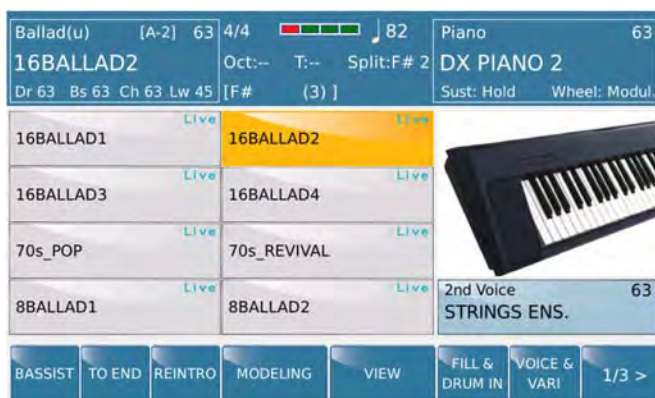 Ballad(u) [A-2] 63
16BALLAD2
Dr 63 Bs 63 Ch 63 Lw 45
4/4 82
Oct:-- T:-- Split:F# 2
[F# (3) ]
Piano 63
DX PIANO 2
Sust: Hold Wheel: Modul.
16BALLAD1 Live
16BALLAD2 Live
16BALLAD3 Live
16BALLAD4 Live
70s_POP Live
70s_REVIVAL Live
8BALLAD1 Live
8BALLAD2 Live
2nd Voice 63
STRINGS ENS.
BASSIST
TO END
REINTRO
MODELING
VIEW
FILL &
DRUM IN
VOICE &
VARI
1/3 >